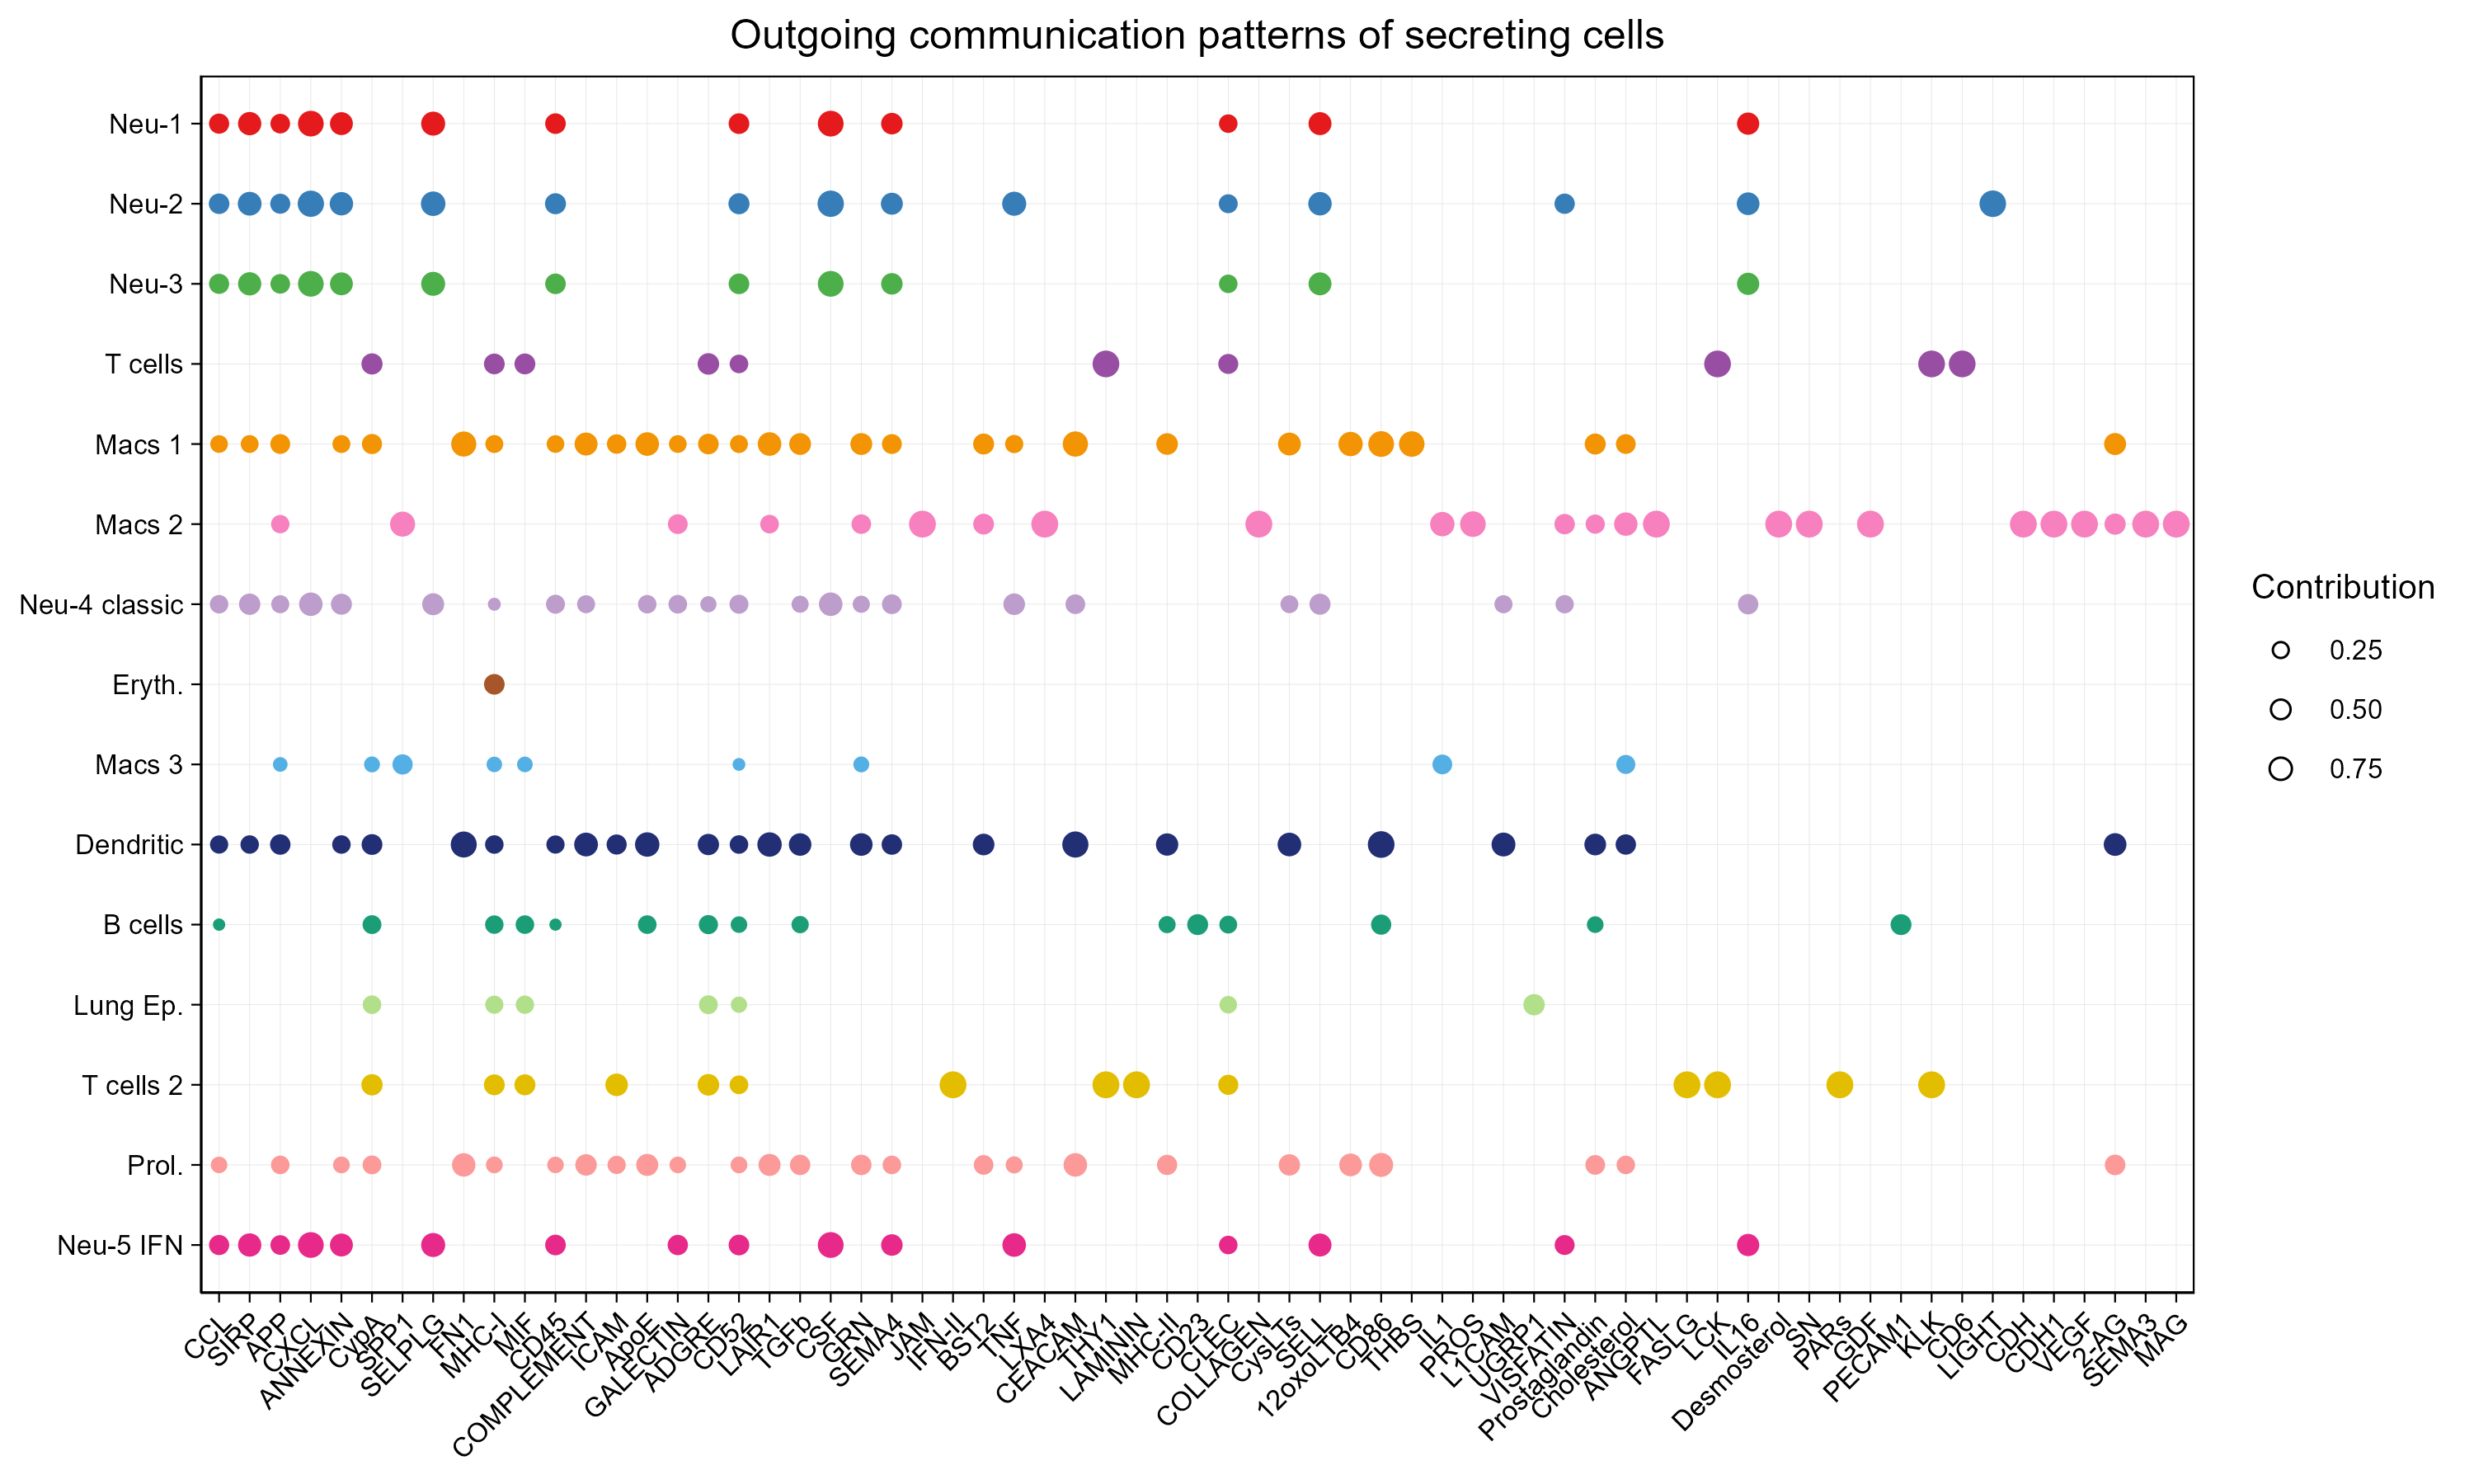 Outgoing communication patterns of secreting cells
Neu-1
Neu-2
Neu-3
T cells
Macs 1
Macs 2
Neu-4 classic
Eryth.
Macs 3
Dendritic
B cells
Lung Ep.
T cells 2
Prol.
Neu-5 IFN
CCL
SIRP
APP
CXCL
ANNEXIN
CypA
SPP1
SELPLG
FN1
MHC-I
MIF
CD45
COMPLEMENT
ICAM
ApoE
GALECTIN
ADGRE
CD52
LAIR1
TGFb
CSF
GRN
SEMA4
JAM
IFN-II
BST2
TNF
LXA4
CEACAM
THY1
LAMININ
MHC-II
CD23
CLEC
COLLAGEN
CysLTs
SELL
12oxoLTB4
CD86
THBS
IL1
PROS
L1CAM
UGRP1
VISFATIN
Prostaglandin
Cholesterol
ANGPTL
FASLG
LCK
IL16
Desmosterol
SN
PARs
GDF
PECAM1
KLK
CD6
LIGHT
CDH
CDH1
VEGF
2-AG
SEMA3
MAG
Contribution
0.25
0.50
0.75